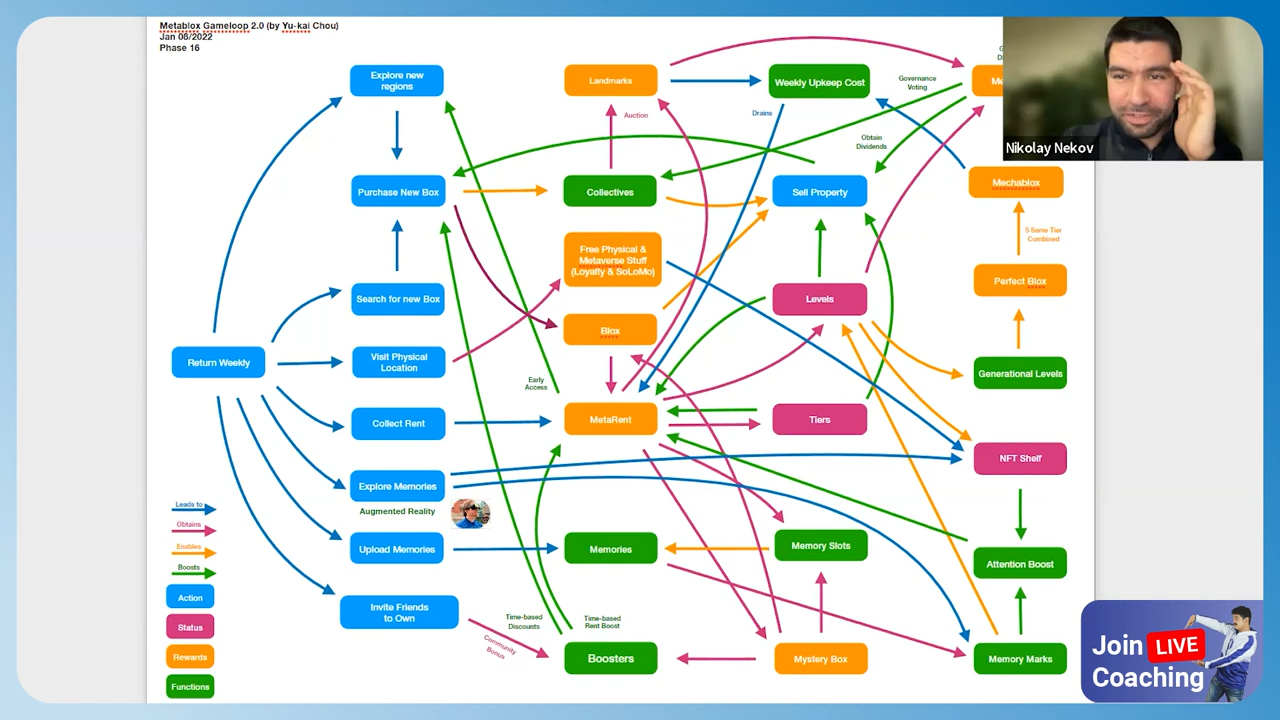 Metablox Gameloop 2.0 (by Yu-kai Chou)
Jan 08/2022
Phase 16
Explore new
regions
Landmarks
Weekly Upkeep Cost
Governance
Voting
Auction
Drains
Obtain
Dividends
Nikolay Nekov
Purchase New Box
Collectives
Sell Property
Mechablox
Free Physical &
Metaverse Stuff
(Loyalty & SoLoMo)
5 Same Tier
Combined
Search for new Box
Levels
Perfect Blox
Blox
Return Weekly
Visit Physical
Location
Generational Levels
Early
Access
Collect Rent
MetaRent
Tiers
NFT Shelf
Explore Memories
Augmented Reality
Leads to
Obtains
Enables
Boosts
Upload Memories
Memories
Memory Slots
Attention Boost
Action
Status
Rewards
Functions
Invite Friends
to Own
Time-based
Discounts
Time-based
Rent Boost
Community
Bonus
Boosters
Mystery Box
Memory Marks
Join LIVE
Coaching